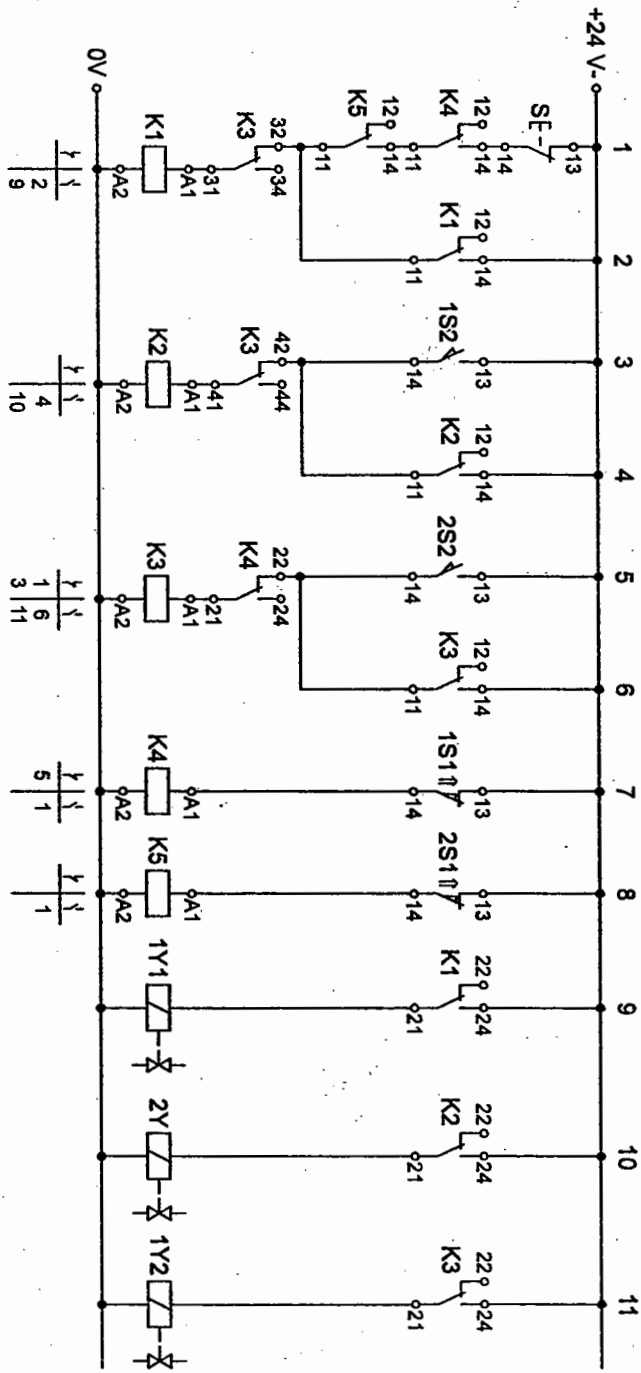 1 2 3 4 5 6 7 8 9 10 11
+24 V-
13
S E-
14
12 14 12 14 13 12 14 13 12 14 13 13 22 24 22 24 22 24
K4 K1 1S2 K2 2S2 K3 1S1 2S1 K1 K2 K3
11 11 14 11 14 11 14 14 21 21 21
12 14
K5
11
32 34 42 44 22 24
K3 K3 K4
31 41 21
A1 A1 A1 A1 A1
K1 K2 K3 K4 K5 1Y1 2Y 1Y2
A2 A2 A2 A2 A2
0V
2 4 1 6 5 1 1
9 10 3 11